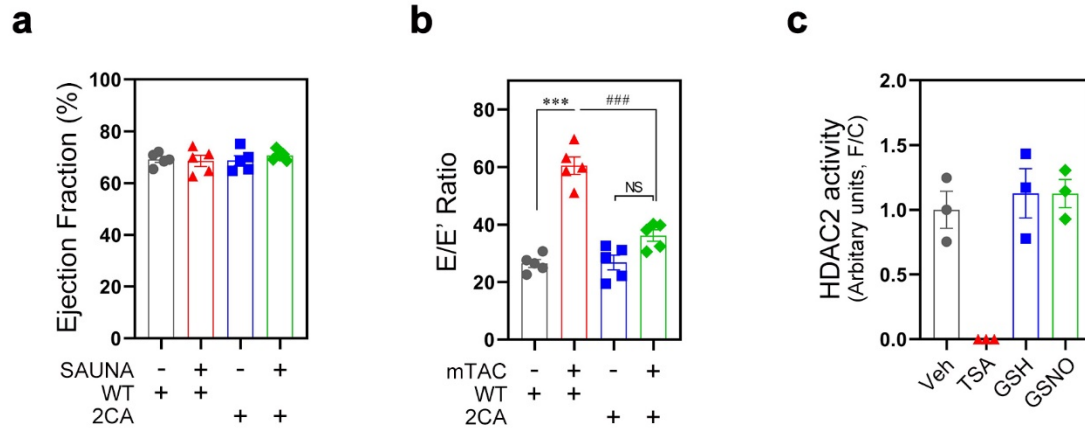 a
b
c
Ejection Fraction (%)
100
80
60
40
20
0
SAUNA - + - +
WT + +
2CA + +
E/E' Ratio
80
60
40
20
0
*** ###
NS
mTAC - + - +
WT + +
2CA + +
HDAC2 activity
(Arbitary units, F/C)
2.0
1.5
1.0
0.5
0.0
Veh TSA GSH GSNO